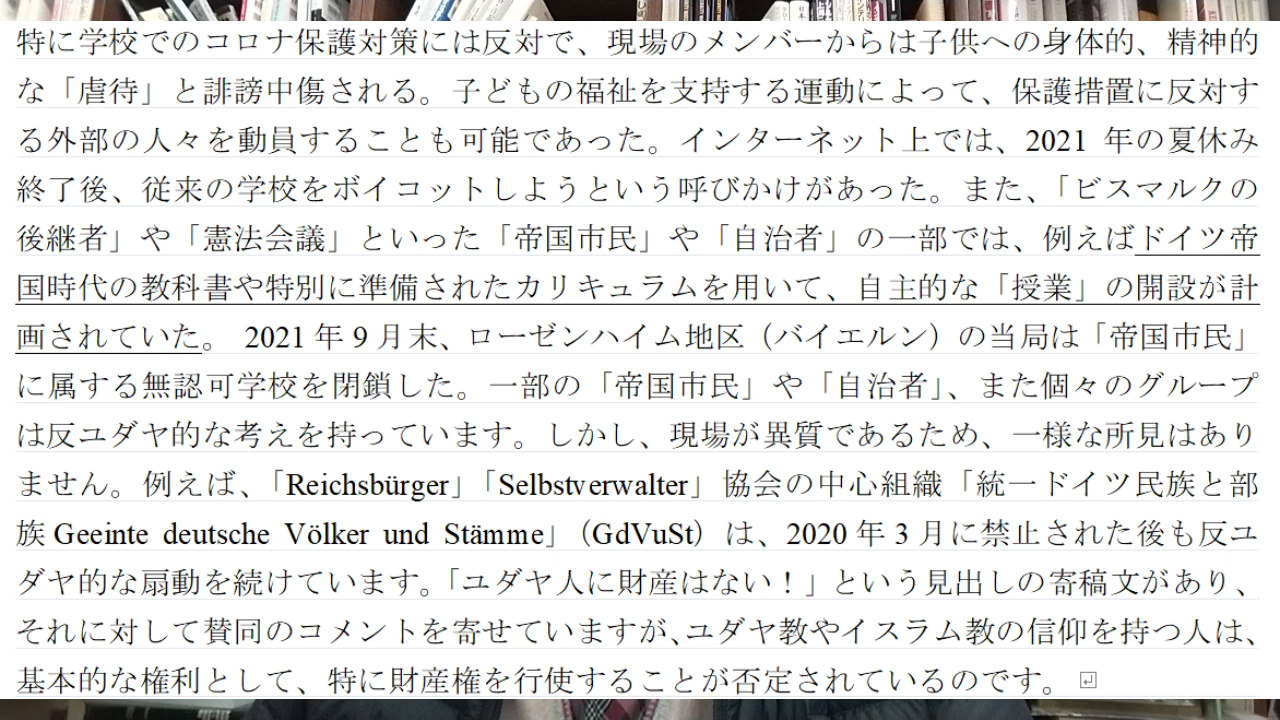 特に学校でのコロナ保護対策には反対で、現場のメンバーからは子供への身体的、精神的
な「虐待」と誹謗中傷される。子どもの福祉を支持する運動によって、保護措置に反対す
る外部の人々を動員することも可能であった。インターネット上では、2021 年の夏休み
終了後、従来の学校をボイコットしようという呼びかけがあった。また、「ビスマルクの
後継者」や「憲法会議」といった「帝国市民」や「自治者」の一部では、例えばドイツ帝
国時代の教科書や特別に準備されたカリキュラムを用いて、自主的な「授業」の開設が計
画されていた。 2021 年 9 月末、ローゼンハイム地区（バイエルン）の当局は「帝国市民」
に属する無認可学校を閉鎖した。一部の「帝国市民」や「自治者」、また個々のグループ
は反ユダヤ的な考えを持っています。しかし、現場が異質であるため、一様な所見はあり
ません。例えば、「Reichsbürger」「Selbstverwalter」協会の中心組織「統一ドイツ民族と部
族 Geeinte deutsche Völker und Stämme」（GdVuSt）は、2020 年 3 月に禁止された後も反ユ
ダヤ的な扇動を続けています。「ユダヤ人に財産はない！」という見出しの寄稿文があり、
それに対して賛同のコメントを寄せていますが、ユダヤ教やイスラム教の信仰を持つ人は、
基本的な権利として、特に財産権を行使することが否定されているのです。